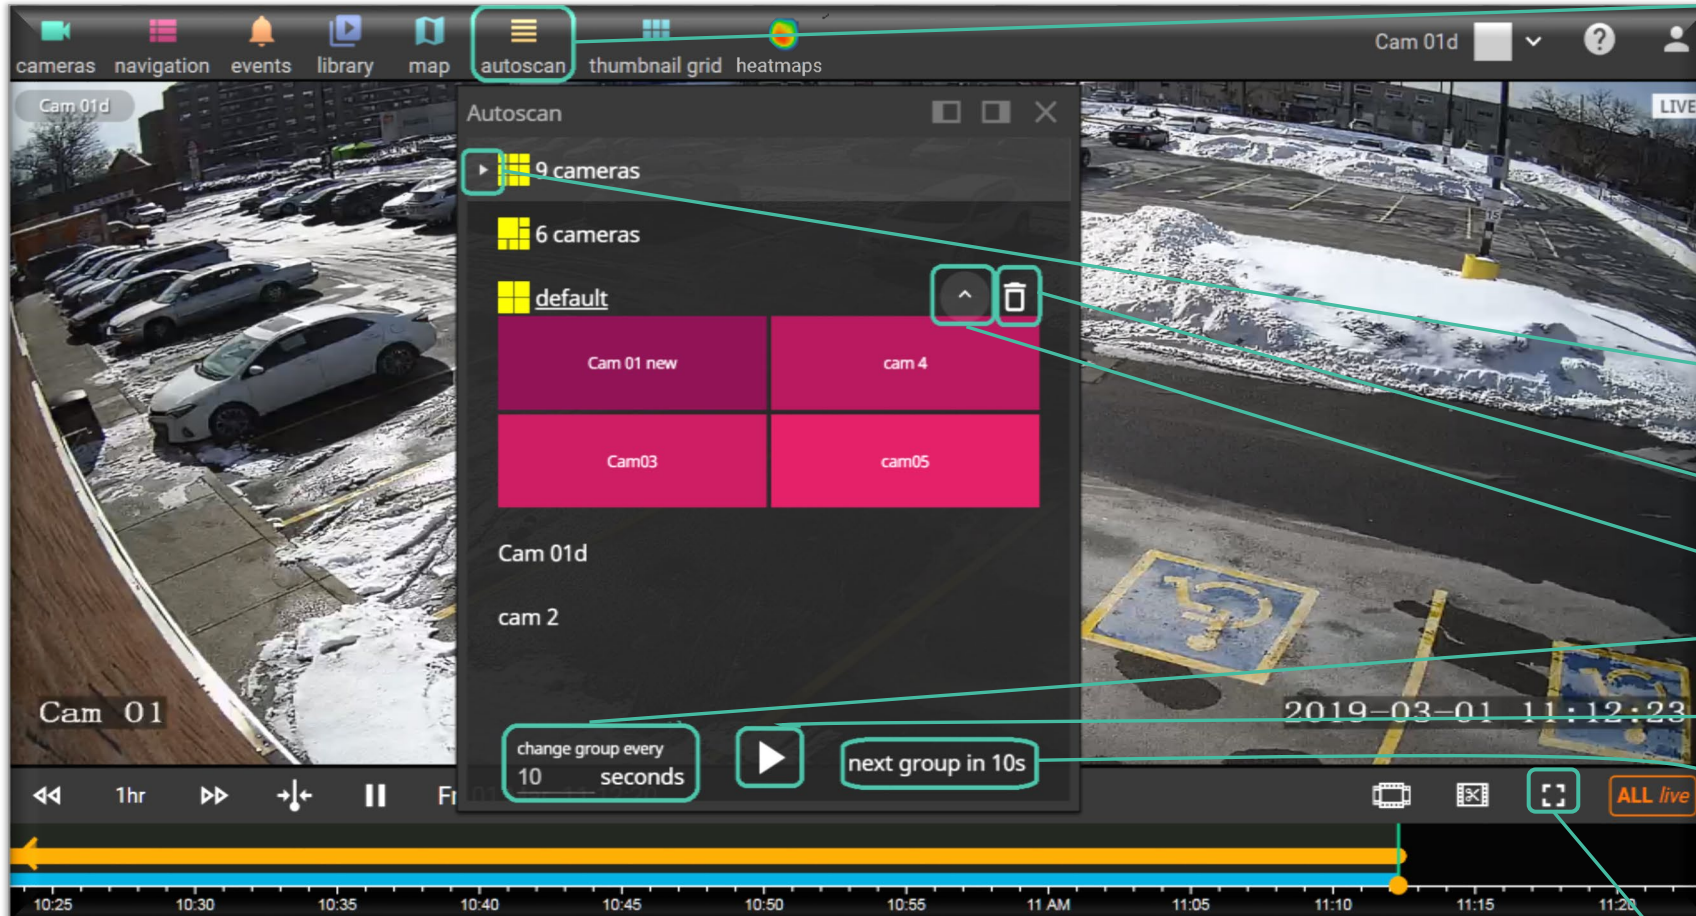 cameras navigation events library map autoscan thumbnail grid heatmaps Cam 01d ?
Cam 01d
LIVE
Autoscan
9 cameras
6 cameras
default
Cam 01 new cam 4
Cam03 cam05
Cam 01d
cam 2
15
Cam 01
2019-03-01 11:12:23
change group every
10 seconds
next group in 10s
1hr
ALL live
10:25 10:30 10:35 10:40 10:45 10:50 10:55 11 AM 11:05 11:10 11:15 11:20